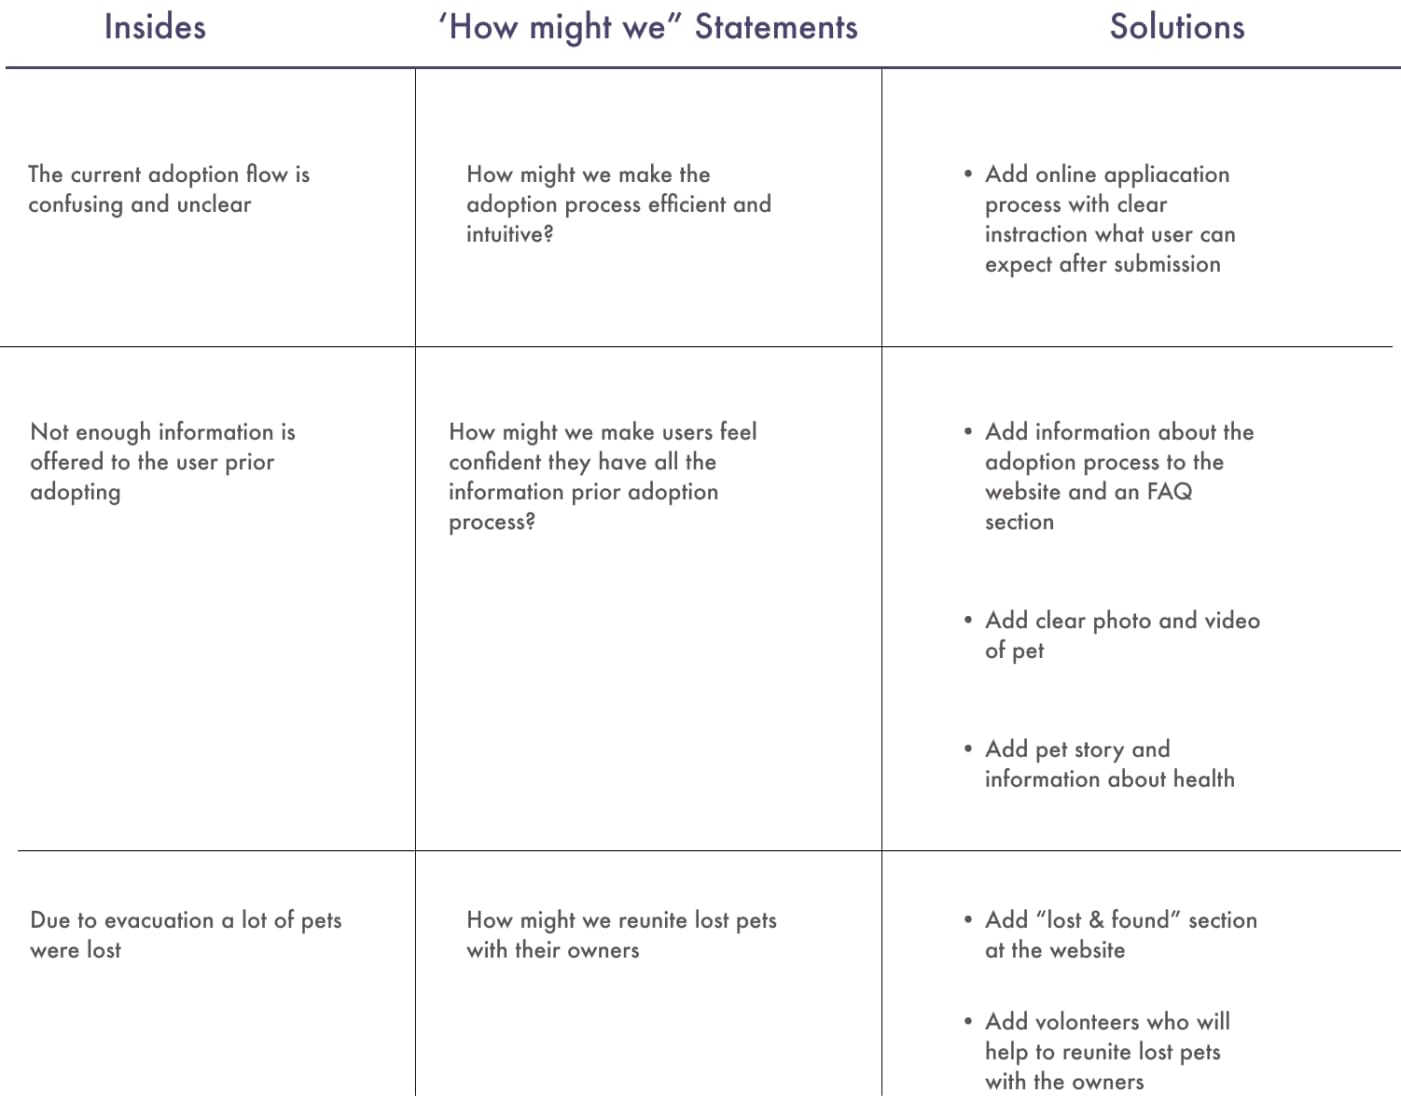 Insides
‘How might we” Statements
Solutions
The current adoption flow is
confusing and unclear
How might we make the
adoption process efficient and
intuitive?
• Add online appliacation
process with clear
instraction what user can
expect after submission
Not enough information is
offered to the user prior
adopting
How might we make users feel
confident they have all the
information prior adoption
process?
• Add information about the
adoption process to the
website and an FAQ
section
• Add clear photo and video
of pet
• Add pet story and
information about health
Due to evacuation a lot of pets
were lost
How might we reunite lost pets
with their owners
• Add “lost & found” section
at the website
• Add volunteers who will
help to reunite lost pets
with the owners